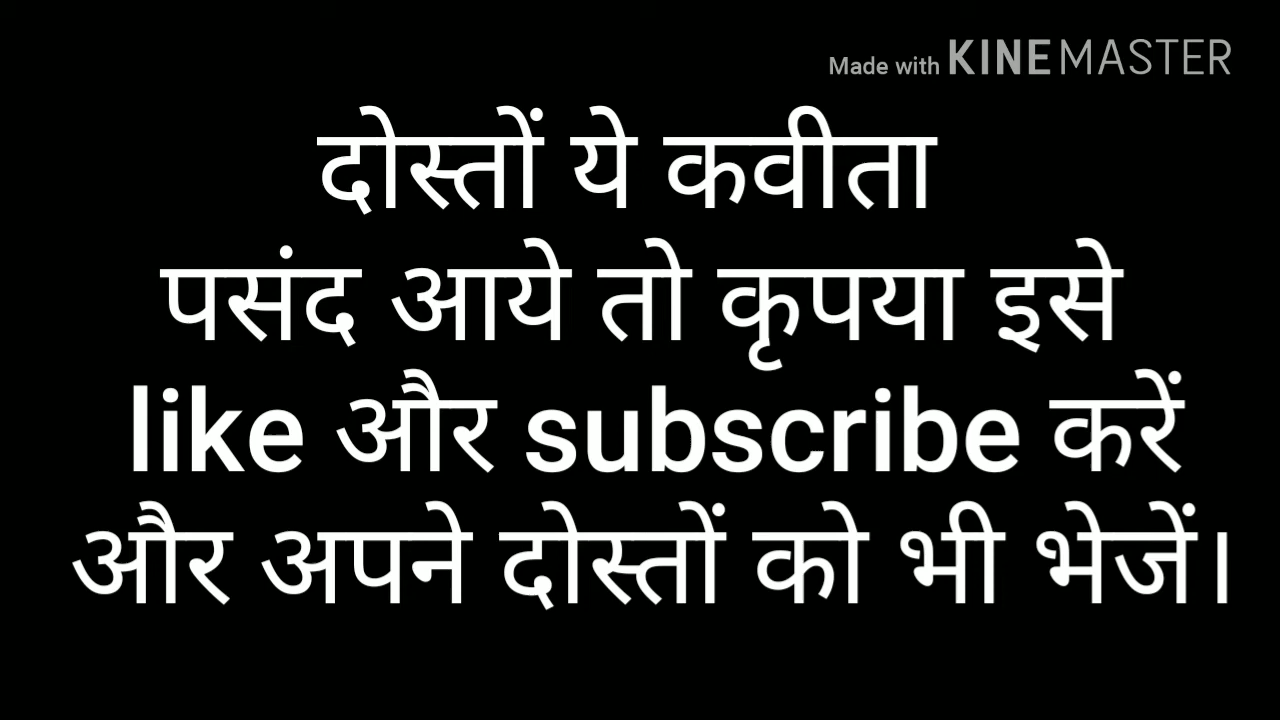 Made with KINEMASTER
दोस्तों ये कवीता
पसंद आये तो कृपया इसे
like और subscribe करें
और अपने दोस्तों को भी भेजें।